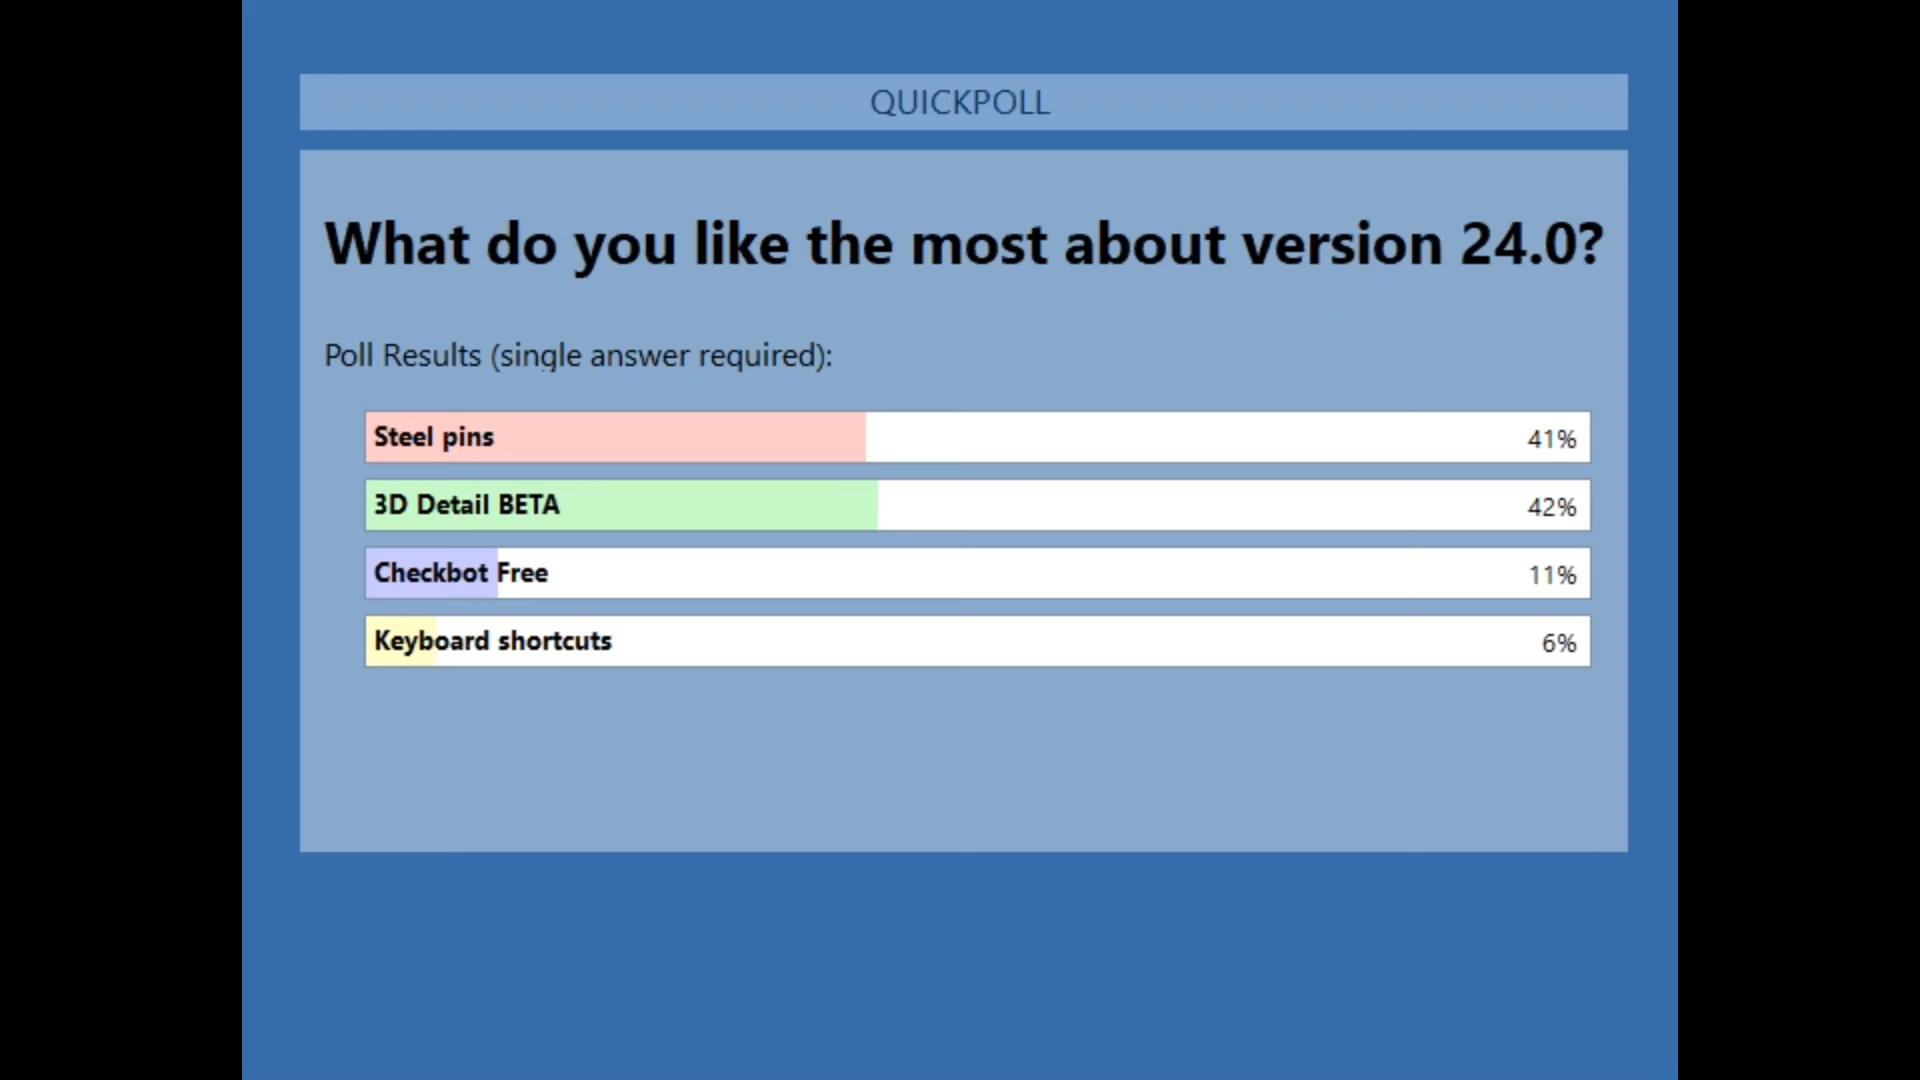 QUICKPOLL
What do you like the most about version 24.0?
Poll Results (single answer required):
Steel pins 41%
3D Detail BETA 42%
Checkbot Free 11%
Keyboard shortcuts 6%